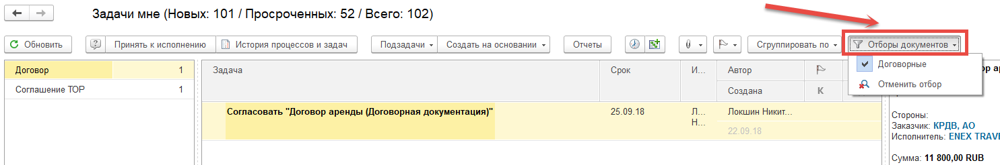 Задачи мне (Новых: 101 / Просроченных: 52 / Всего: 102)
Обновить
Принять к исполнению
История процессов и задач
Подзадачи
Создать на основании
Отчеты
Сгруппировать по
Отборы документов
Договорные
Отменить отбор
Договор 1
Соглашение ТОР 1
Задача
Срок
И...
Автор
Создана
К
Согласовать "Договор аренды (Договорная документация)"
25.09.18
Л...
Н...
Локшин Никит...
22.09.18
Стороны:
Заказчик: КРДВ, АО
Исполнитель: ENEX TRAVE
Сумма: 11 800,00 RUB